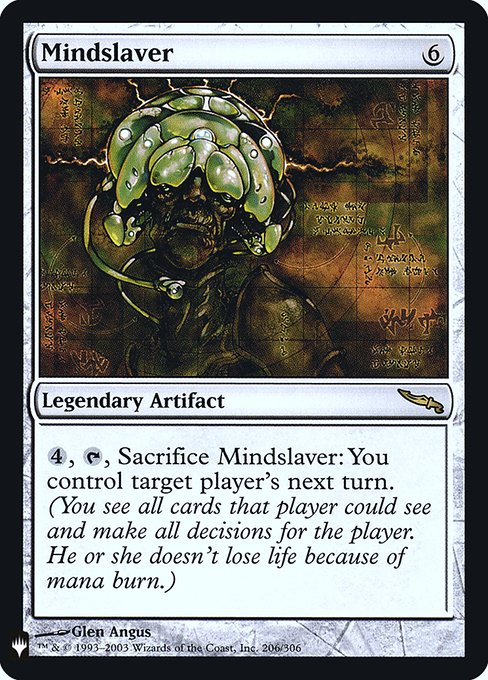 Mindslaver 6
Legendary Artifact
4, , Sacrifice Mindslaver: You
control target player's next turn.
(You see all cards that player could see
and make all decisions for the player.
He or she doesn't lose life because of
mana burn.)
Glen Angus
™ & © 1993–2003 Wizards of the Coast, Inc. 206/306